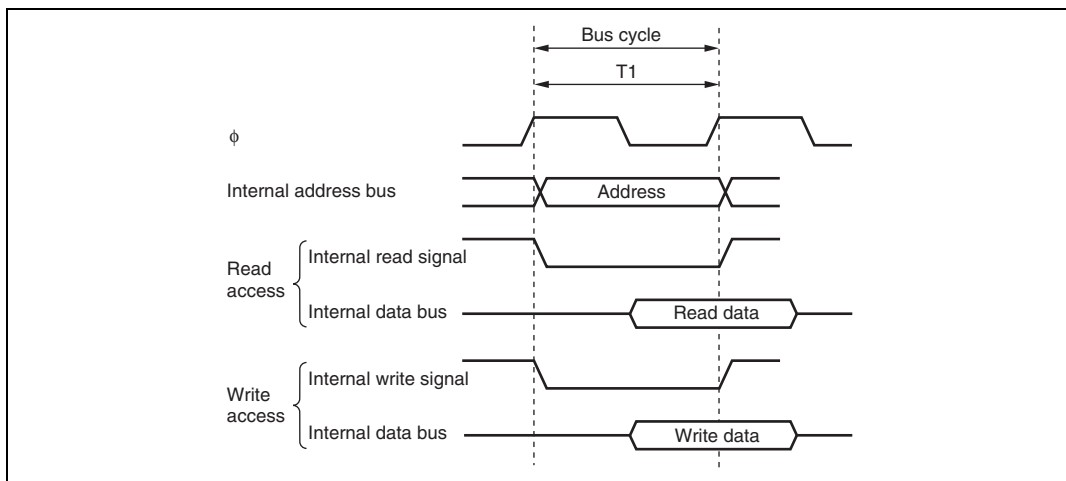 Bus cycle
T1
ϕ
Internal address bus
Address
Read
access
Internal read signal
Internal data bus
Read data
Write
access
Internal write signal
Internal data bus
Write data